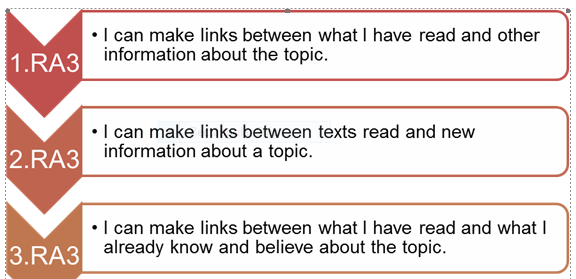 1.RA3
• I can make links between what I have read and other
information about the topic.
2.RA3
• I can make links between texts read and new
information about a topic.
3.RA3
• I can make links between what I have read and what I
already know and believe about the topic.